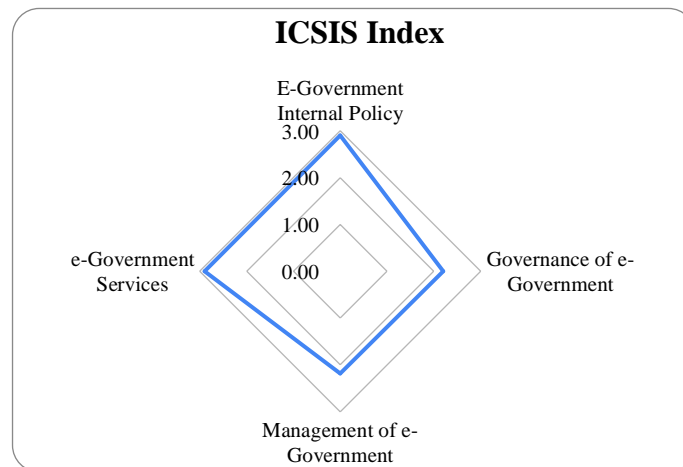 ICSIS Index
E-Government
Internal Policy
3.00
2.00
1.00
0.00
e-Government
Services
Governance of e-
Government
Management of e-
Government